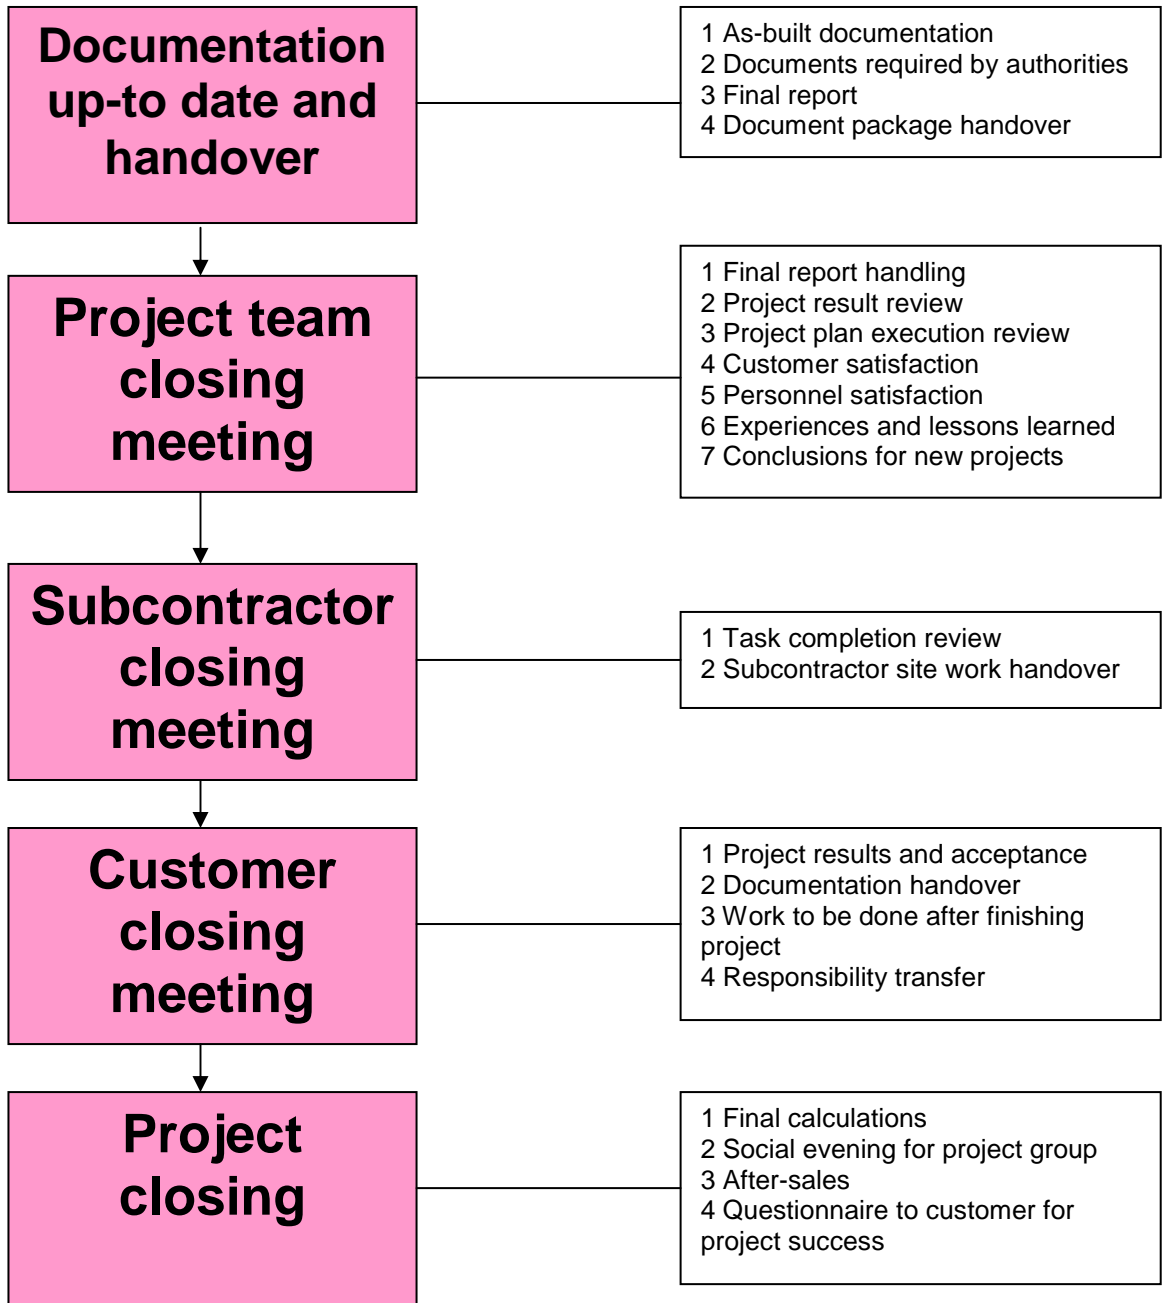 Documentation
up-to date and
handover
1 As-built documentation
2 Documents required by authorities
3 Final report
4 Document package handover
Project team
closing
meeting
1 Final report handling
2 Project result review
3 Project plan execution review
4 Customer satisfaction
5 Personnel satisfaction
6 Experiences and lessons learned
7 Conclusions for new projects
Subcontractor
closing
meeting
1 Task completion review
2 Subcontractor site work handover
Customer
closing
meeting
1 Project results and acceptance
2 Documentation handover
3 Work to be done after finishing
project
4 Responsibility transfer
Project
closing
1 Final calculations
2 Social evening for project group
3 After-sales
4 Questionnaire to customer for
project success